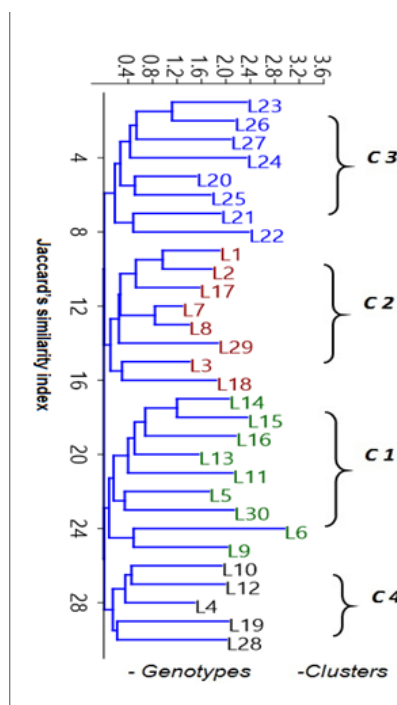 0.4 0.8 1.2 1.6 2.0 2.4 2.8 3.2 3.6
L23
L26
L27
L24
L20
L25
L21
L22
C 3
L1
L2
L17
L7
L8
L29
L3
L18
C 2
L14
L15
L16
L13
L11
L5
L30
L6
L9
C 1
L10
L12
L4
L19
L28
C 4
4
8
12
16
20
24
28
Jaccard's similarity index
- Genotypes -Clusters